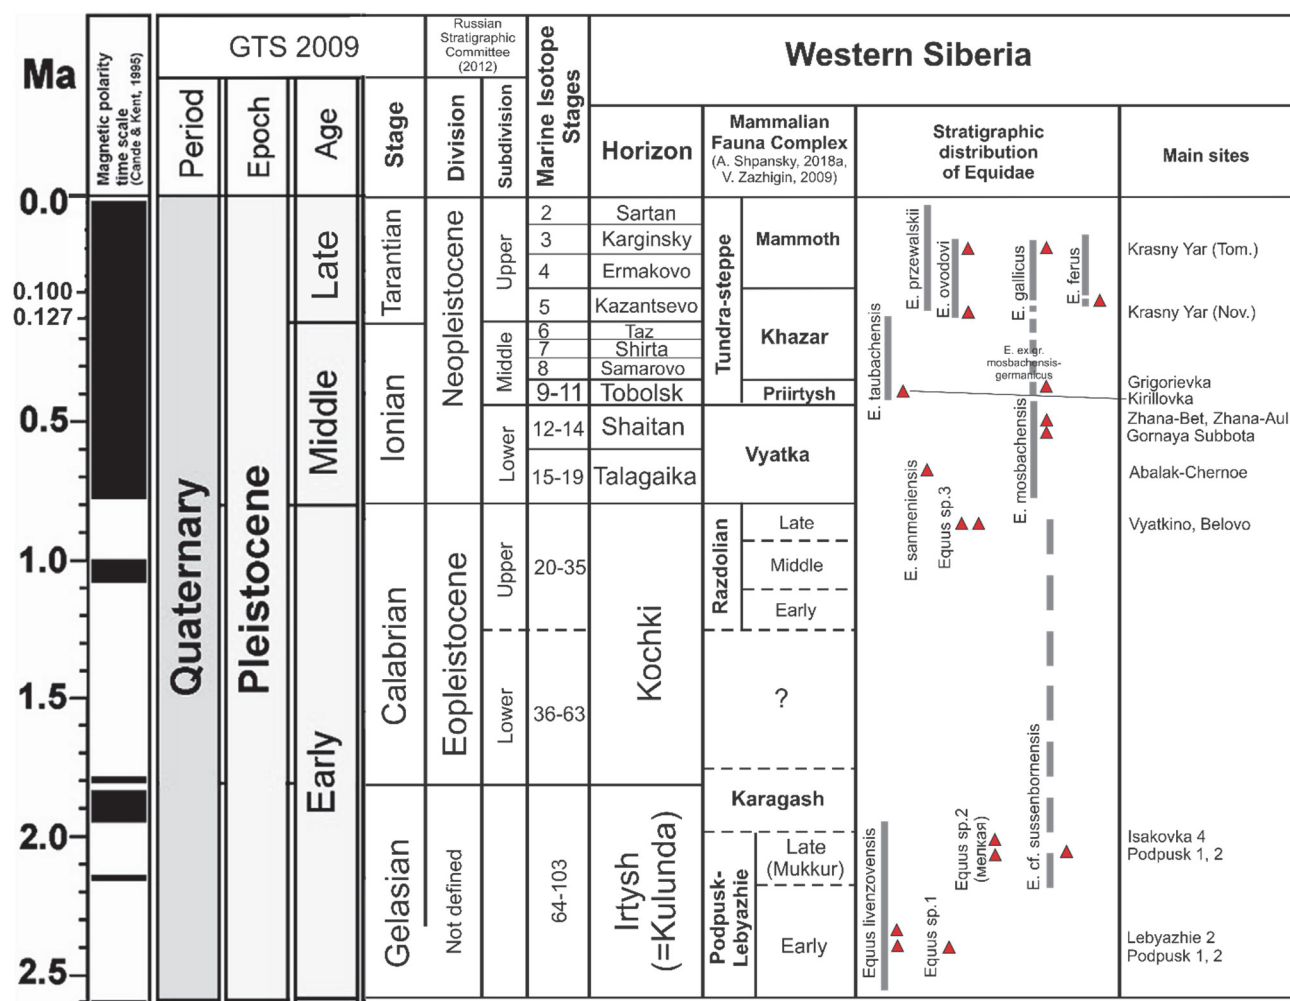 Ma
Magnetic polarity
time scale
(Cande & Kent, 1995)
GTS 2009
Period
Epoch
Age
Stage
Russian
Stratigraphic
Committee
(2012)
Division
Subdivision
Marine Isotope
Stages
Western Siberia
Horizon
Mammalian
Fauna Complex
(A. Shpansky, 2018a,
V. Zazhigin, 2009)
Stratigraphic
distribution
of Equidae
Main sites
0.0
0.100
0.127
0.5
1.0
1.5
2.0
2.5
Quaternary
Pleistocene
Late
Middle
Early
Tarantian
Ionian
Calabrian
Gelasian
Neopleistocene
Eopleistocene
Not defined
Upper
Middle
Lower
Upper
Lower
2
3
4
5
6
7
8
9-11
12-14
15-19
20-35
36-63
64-103
Sartan
Karginsky
Ermakovo
Kazantsevo
Taz
Shirta
Samarovo
Tobolsk
Shaitan
Talagaika
Kochki
Irtysh
(=Kulunda)
Tundra-steppe
Mammoth
Khazar
Priirtysh
Vyatka
Razdolian
Late
Middle
Early
?
Karagash
Podpusk-
Lebyazhie
Late
(Mukkur)
Early
E. przewalskii
E. ovodovi
E. gallicus
E. ferus
E. taubachensis
E. ex gr.
mosbachensis-
germanicus
E. mosbachensis
E. sanmeniensis
Equus sp.3
E. cf. sussenbornensis
Equus sp.2
(мелкая)
Equus livenzovensis
Equus sp.1
Krasny Yar (Tom.)
Krasny Yar (Nov.)
Grigorievka
Kirillovka
Zhana-Bet, Zhana-Aul
Gornaya Subbota
Abalak-Chernoe
Vyatkino, Belovo
Isakovka 4
Podpusk 1, 2
Lebyazhie 2
Podpusk 1, 2